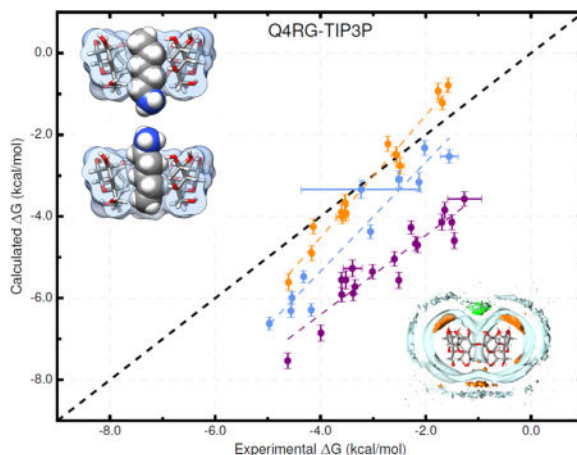 Q4RG-TIP3P
0.0
-2.0
-4.0
-6.0
-8.0
Calculated ΔG (kcal/mol)
-8.0 -6.0 -4.0 -2.0 0.0
Experimental ΔG (kcal/mol)